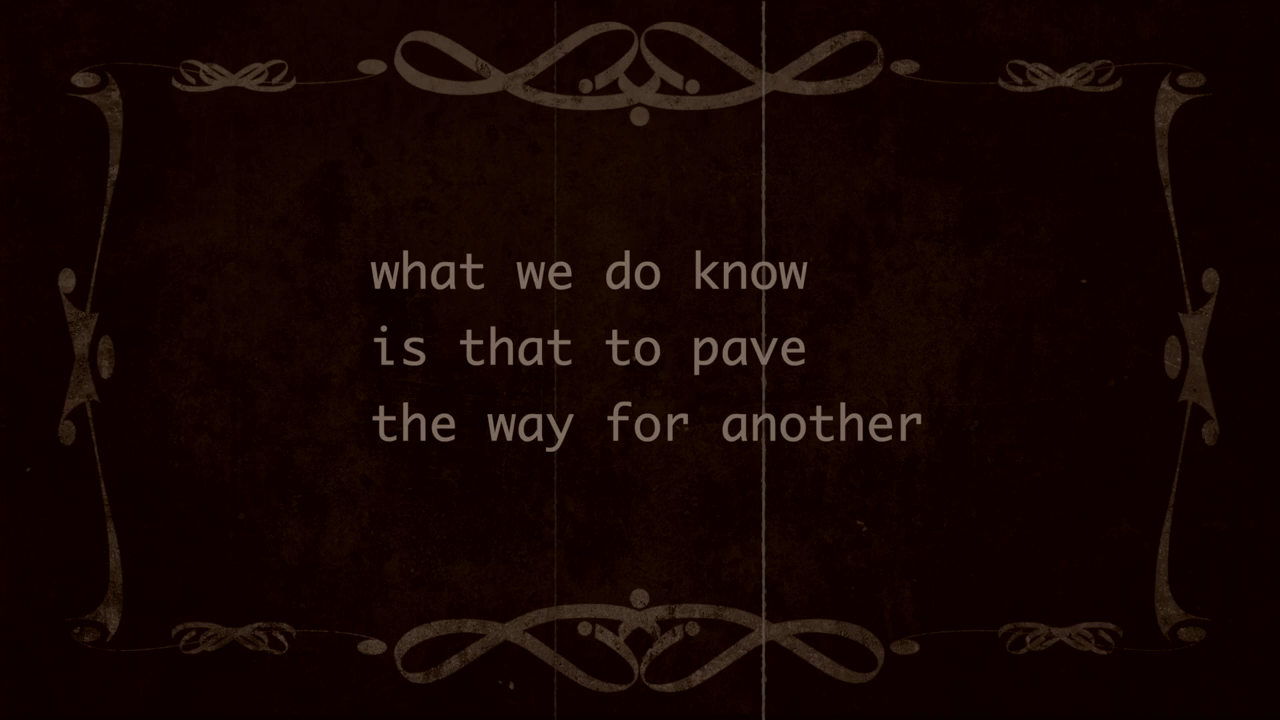 what we do know
is that to pave
the way for another